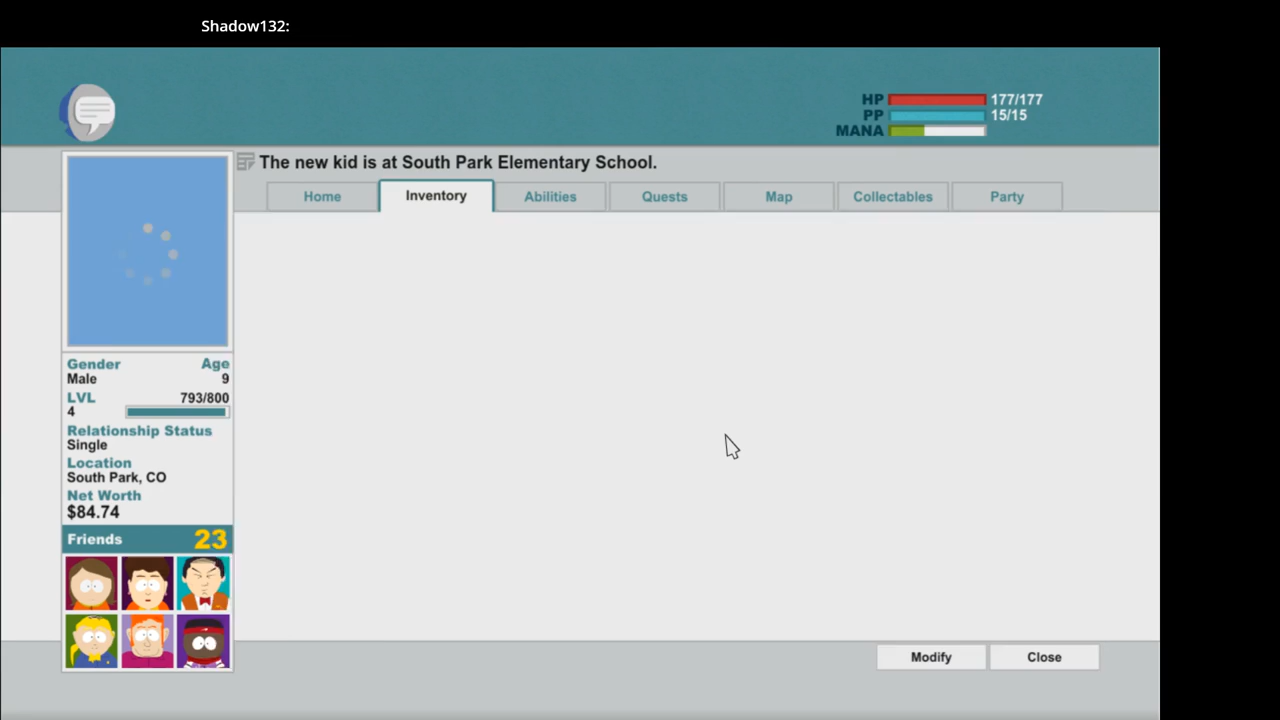 Shadow132:
HP 177/177
PP 15/15
MANA
The new kid is at South Park Elementary School.
Home Inventory Abilities Quests Map Collectables Party
Gender Age
Male 9
LVL 793/800
4
Relationship Status
Single
Location
South Park, CO
Net Worth
$84.74
Friends 23
Modify Close